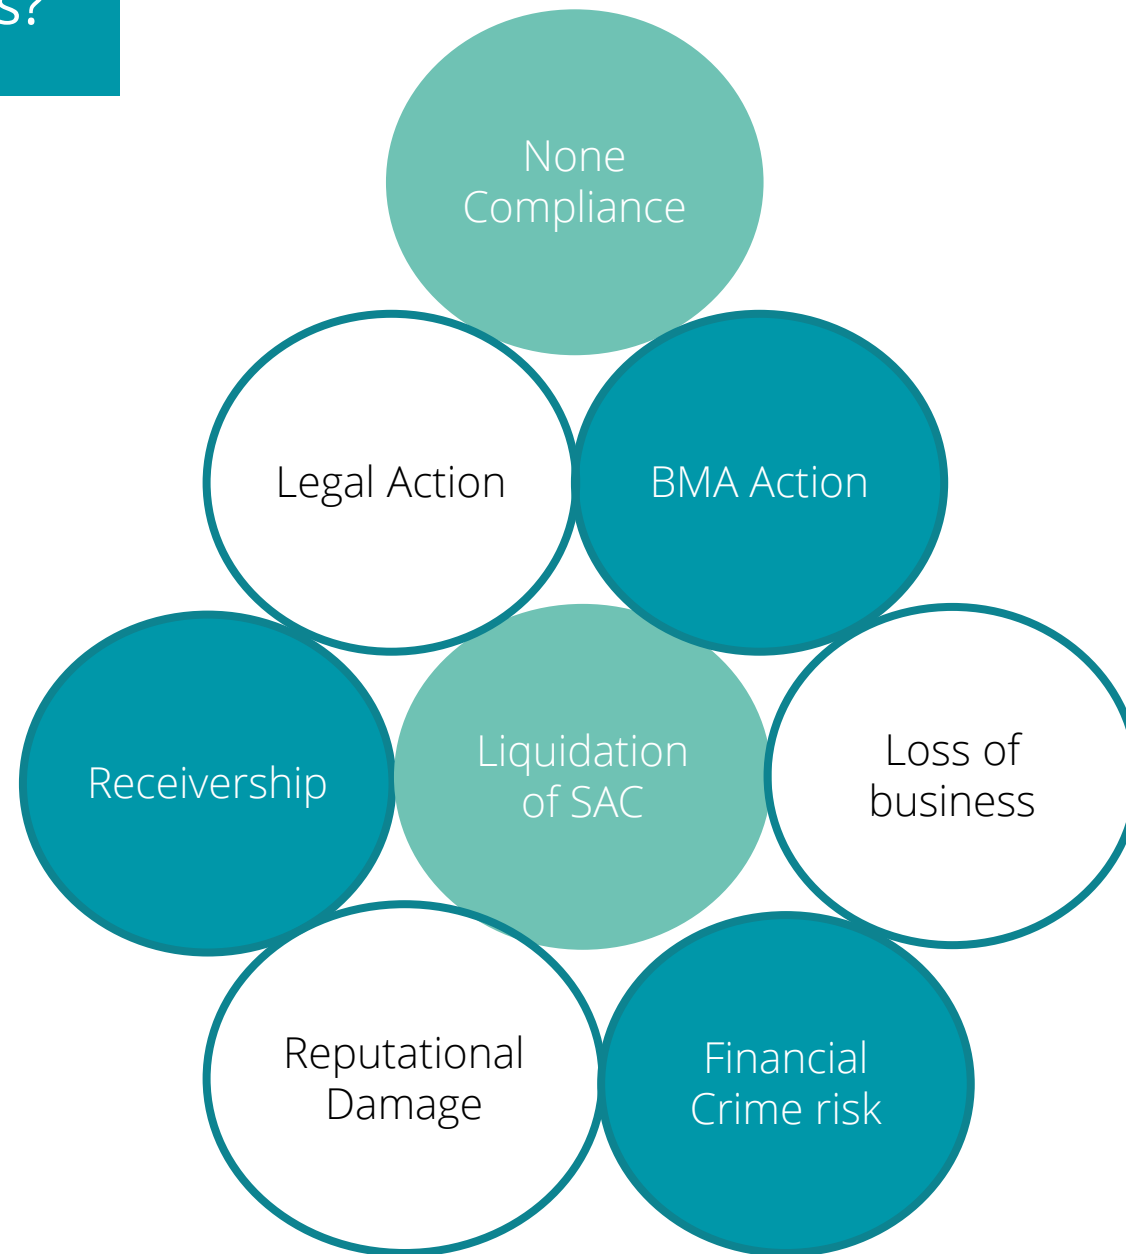 s?
None
Compliance
Legal Action
BMA Action
Receivership
Liquidation
of SAC
Loss of
business
Reputational
Damage
Financial
Crime risk